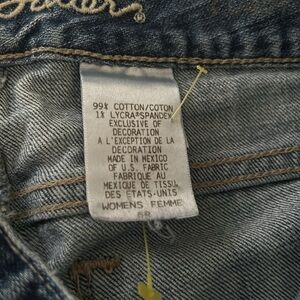 99% COTTON/COTON
1% LYCRA®SPANDEX
EXCLUSIVE OF
DECORATION
A L'EXCEPTION DE LA
DECORATION
MADE IN MEXICO
OF U.S. FABRIC
FABRIQUE AU
MEXIQUE DE TISSU
DES ETATS-UNIS
WOMENS FEMME